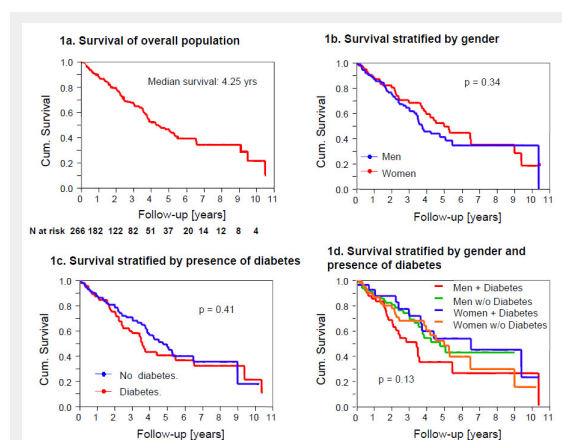 1a. Survival of overall population
Median survival: 4.25 yrs
Cum. Survival
1.0
0.8
0.6
0.4
0.2
0.0
0 1 2 3 4 5 6 7 8 9 10 11
Follow-up [years]
N at risk 266 182 122 82 51 37 20 14 12 8 4
1b. Survival stratified by gender
p = 0.34
Cum. Survival
1.0
0.8
0.6
0.4
0.2
0.0
Men
Women
0 1 2 3 4 5 6 7 8 9 10 11
Follow-up [years]
1c. Survival stratified by presence of diabetes
p = 0.41
Cum. Survival
1.0
0.8
0.6
0.4
0.2
0.0
No diabetes.
Diabetes.
0 1 2 3 4 5 6 7 8 9 10 11
Follow-up [years]
1d. Survival stratified by gender and
presence of diabetes
Men + Diabetes
Men w/o Diabetes
Women + Diabetes
Women w/o Diabetes
Cum. Survival
1.0
0.8
0.6
0.4
0.2
0.0
p = 0.13
0 1 2 3 4 5 6 7 8 9 10 11
Follow-up [years]